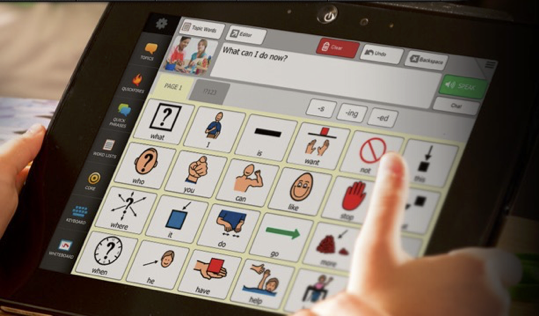 Topic Words
Editor
Clear
Undo
Backspace
What can I do now?
SPEAK
TOPICS
PAGE 1
-s
-ing
-ed
QUICKFIRES
QUICK
PHRASES
WORD LISTS
CORE
KEYBOARD
WHITEBOARD
what
I
is
want
not
this
who
you
can
like
stop
where
it
do
go
more
when
he
have
help